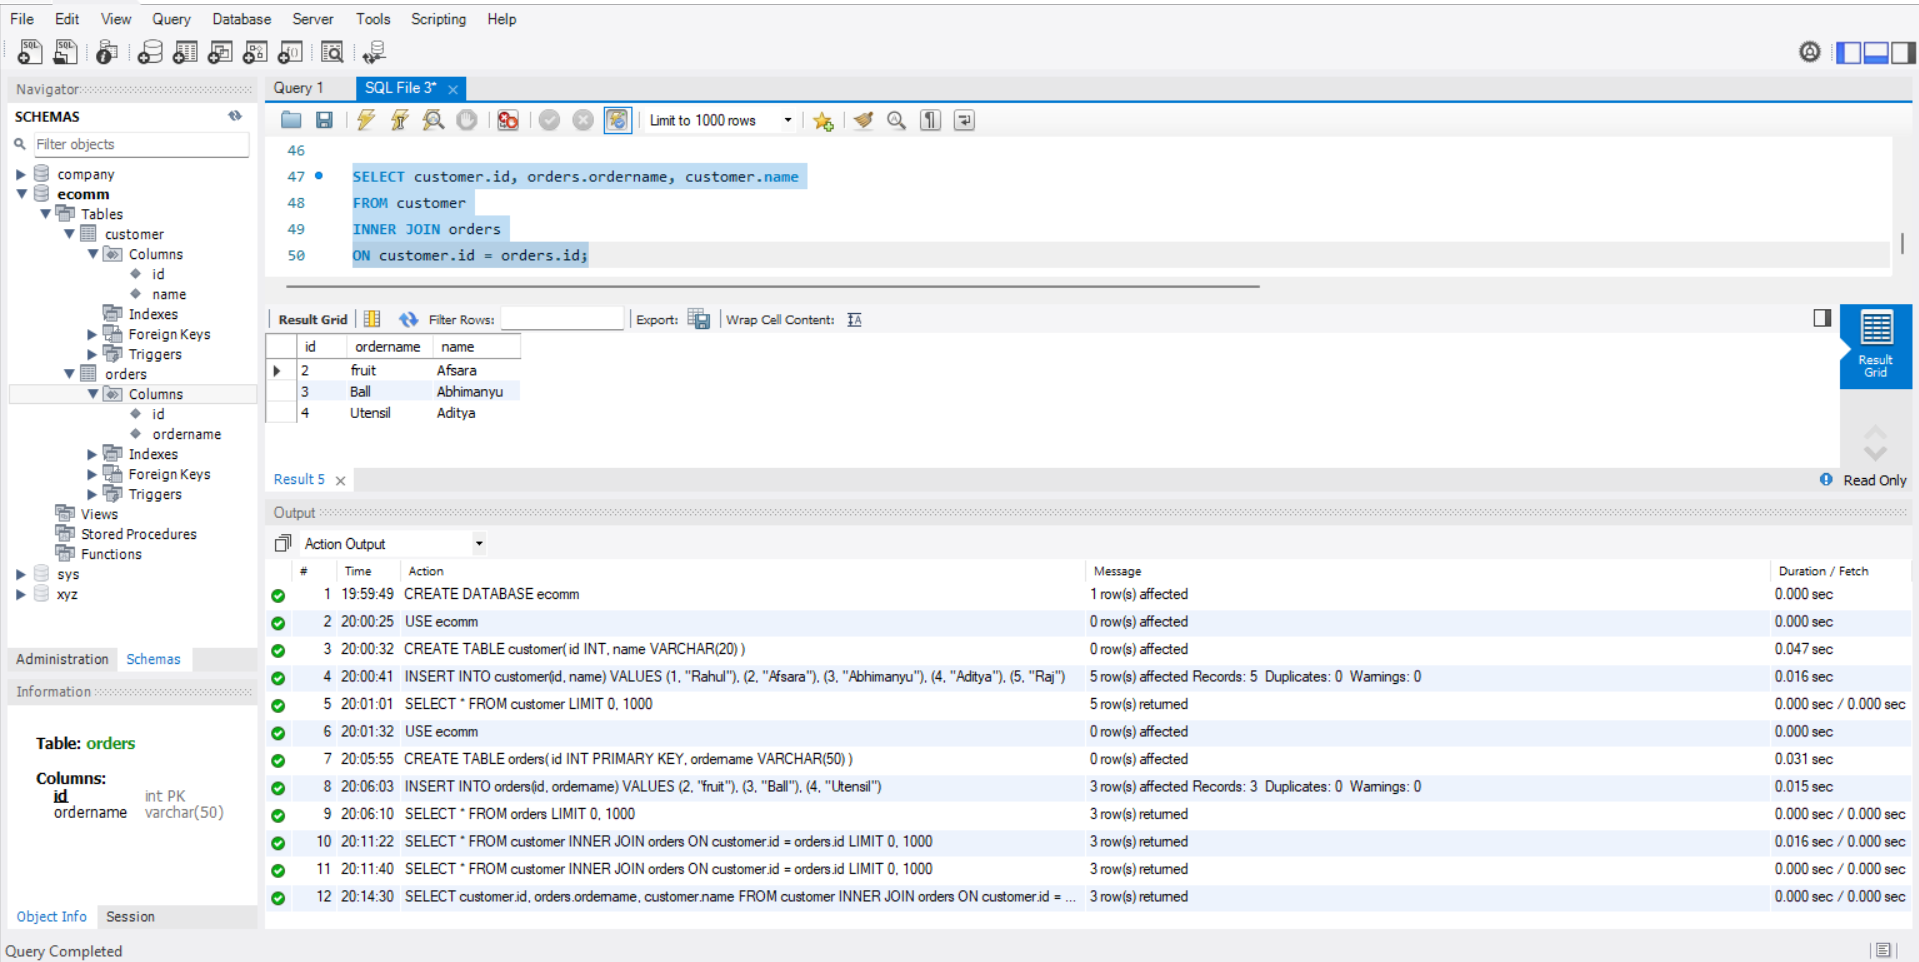 File Edit View Query Database Server Tools Scripting Help
Navigator
SCHEMAS
Filter objects
company
ecomm
Tables
customer
Columns
id
name
Indexes
Foreign Keys
Triggers
orders
Columns
id
ordername
Indexes
Foreign Keys
Triggers
Views
Stored Procedures
Functions
sys
xyz
Administration Schemas
Information
Table: orders
Columns:
id int PK
ordername varchar(50)
Object Info Session
Query 1 SQL File 3* ×
Limit to 1000 rows
46
47 SELECT customer.id, orders.ordername, customer.name
48 FROM customer
49 INNER JOIN orders
50 ON customer.id = orders.id;
Result Grid Filter Rows: Export: Wrap Cell Content: IA
id ordername name
2 fruit Afsara
3 Ball Abhimanyu
4 Utensil Aditya
Result Grid
Result 5 × Read Only
Output
Action Output
# Time Action Message Duration / Fetch
1 19:59:49 CREATE DATABASE ecomm 1 row(s) affected 0.000 sec
2 20:00:25 USE ecomm 0 row(s) affected 0.000 sec
3 20:00:32 CREATE TABLE customer( id INT, name VARCHAR(20) ) 0 row(s) affected 0.047 sec
4 20:00:41 INSERT INTO customer(id, name) VALUES (1, "Rahul"), (2, "Afsara"), (3, "Abhimanyu"), (4, "Aditya"), (5, "Raj") 5 row(s) affected Records: 5 Duplicates: 0 Warnings: 0 0.016 sec
5 20:01:01 SELECT * FROM customer LIMIT 0, 1000 5 row(s) returned 0.000 sec / 0.000 sec
6 20:01:32 USE ecomm 0 row(s) affected 0.000 sec
7 20:05:55 CREATE TABLE orders( id INT PRIMARY KEY, ordername VARCHAR(50) ) 0 row(s) affected 0.031 sec
8 20:06:03 INSERT INTO orders(id, ordername) VALUES (2, "fruit"), (3, "Ball"), (4, "Utensil") 3 row(s) affected Records: 3 Duplicates: 0 Warnings: 0 0.015 sec
9 20:06:10 SELECT * FROM orders LIMIT 0, 1000 3 row(s) returned 0.000 sec / 0.000 sec
10 20:11:22 SELECT * FROM customer INNER JOIN orders ON customer.id = orders.id LIMIT 0, 1000 3 row(s) returned 0.016 sec / 0.000 sec
11 20:11:40 SELECT * FROM customer INNER JOIN orders ON customer.id = orders.id LIMIT 0, 1000 3 row(s) returned 0.000 sec / 0.000 sec
12 20:14:30 SELECT customer.id, orders.ordername, customer.name FROM customer INNER JOIN orders ON customer.id = ... 3 row(s) returned 0.000 sec / 0.000 sec
Query Completed